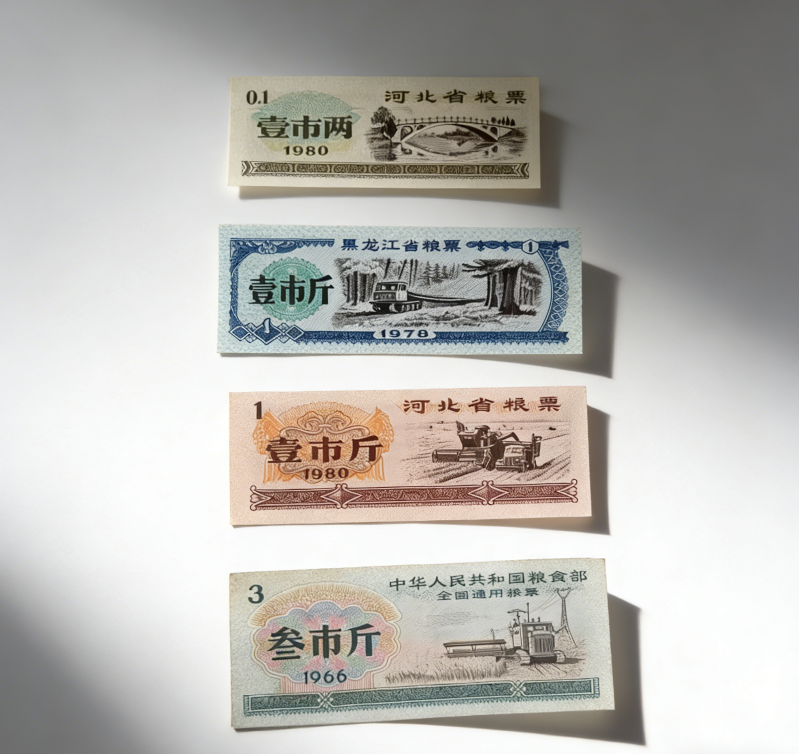 0.1
河北省粮票
壹市两
1980
黑龙江省粮票
1
壹市斤
1
1978
1
河北省粮票
壹市斤
1980
3
中华人民共和国粮食部
全国通用粮票
叁市斤
1966